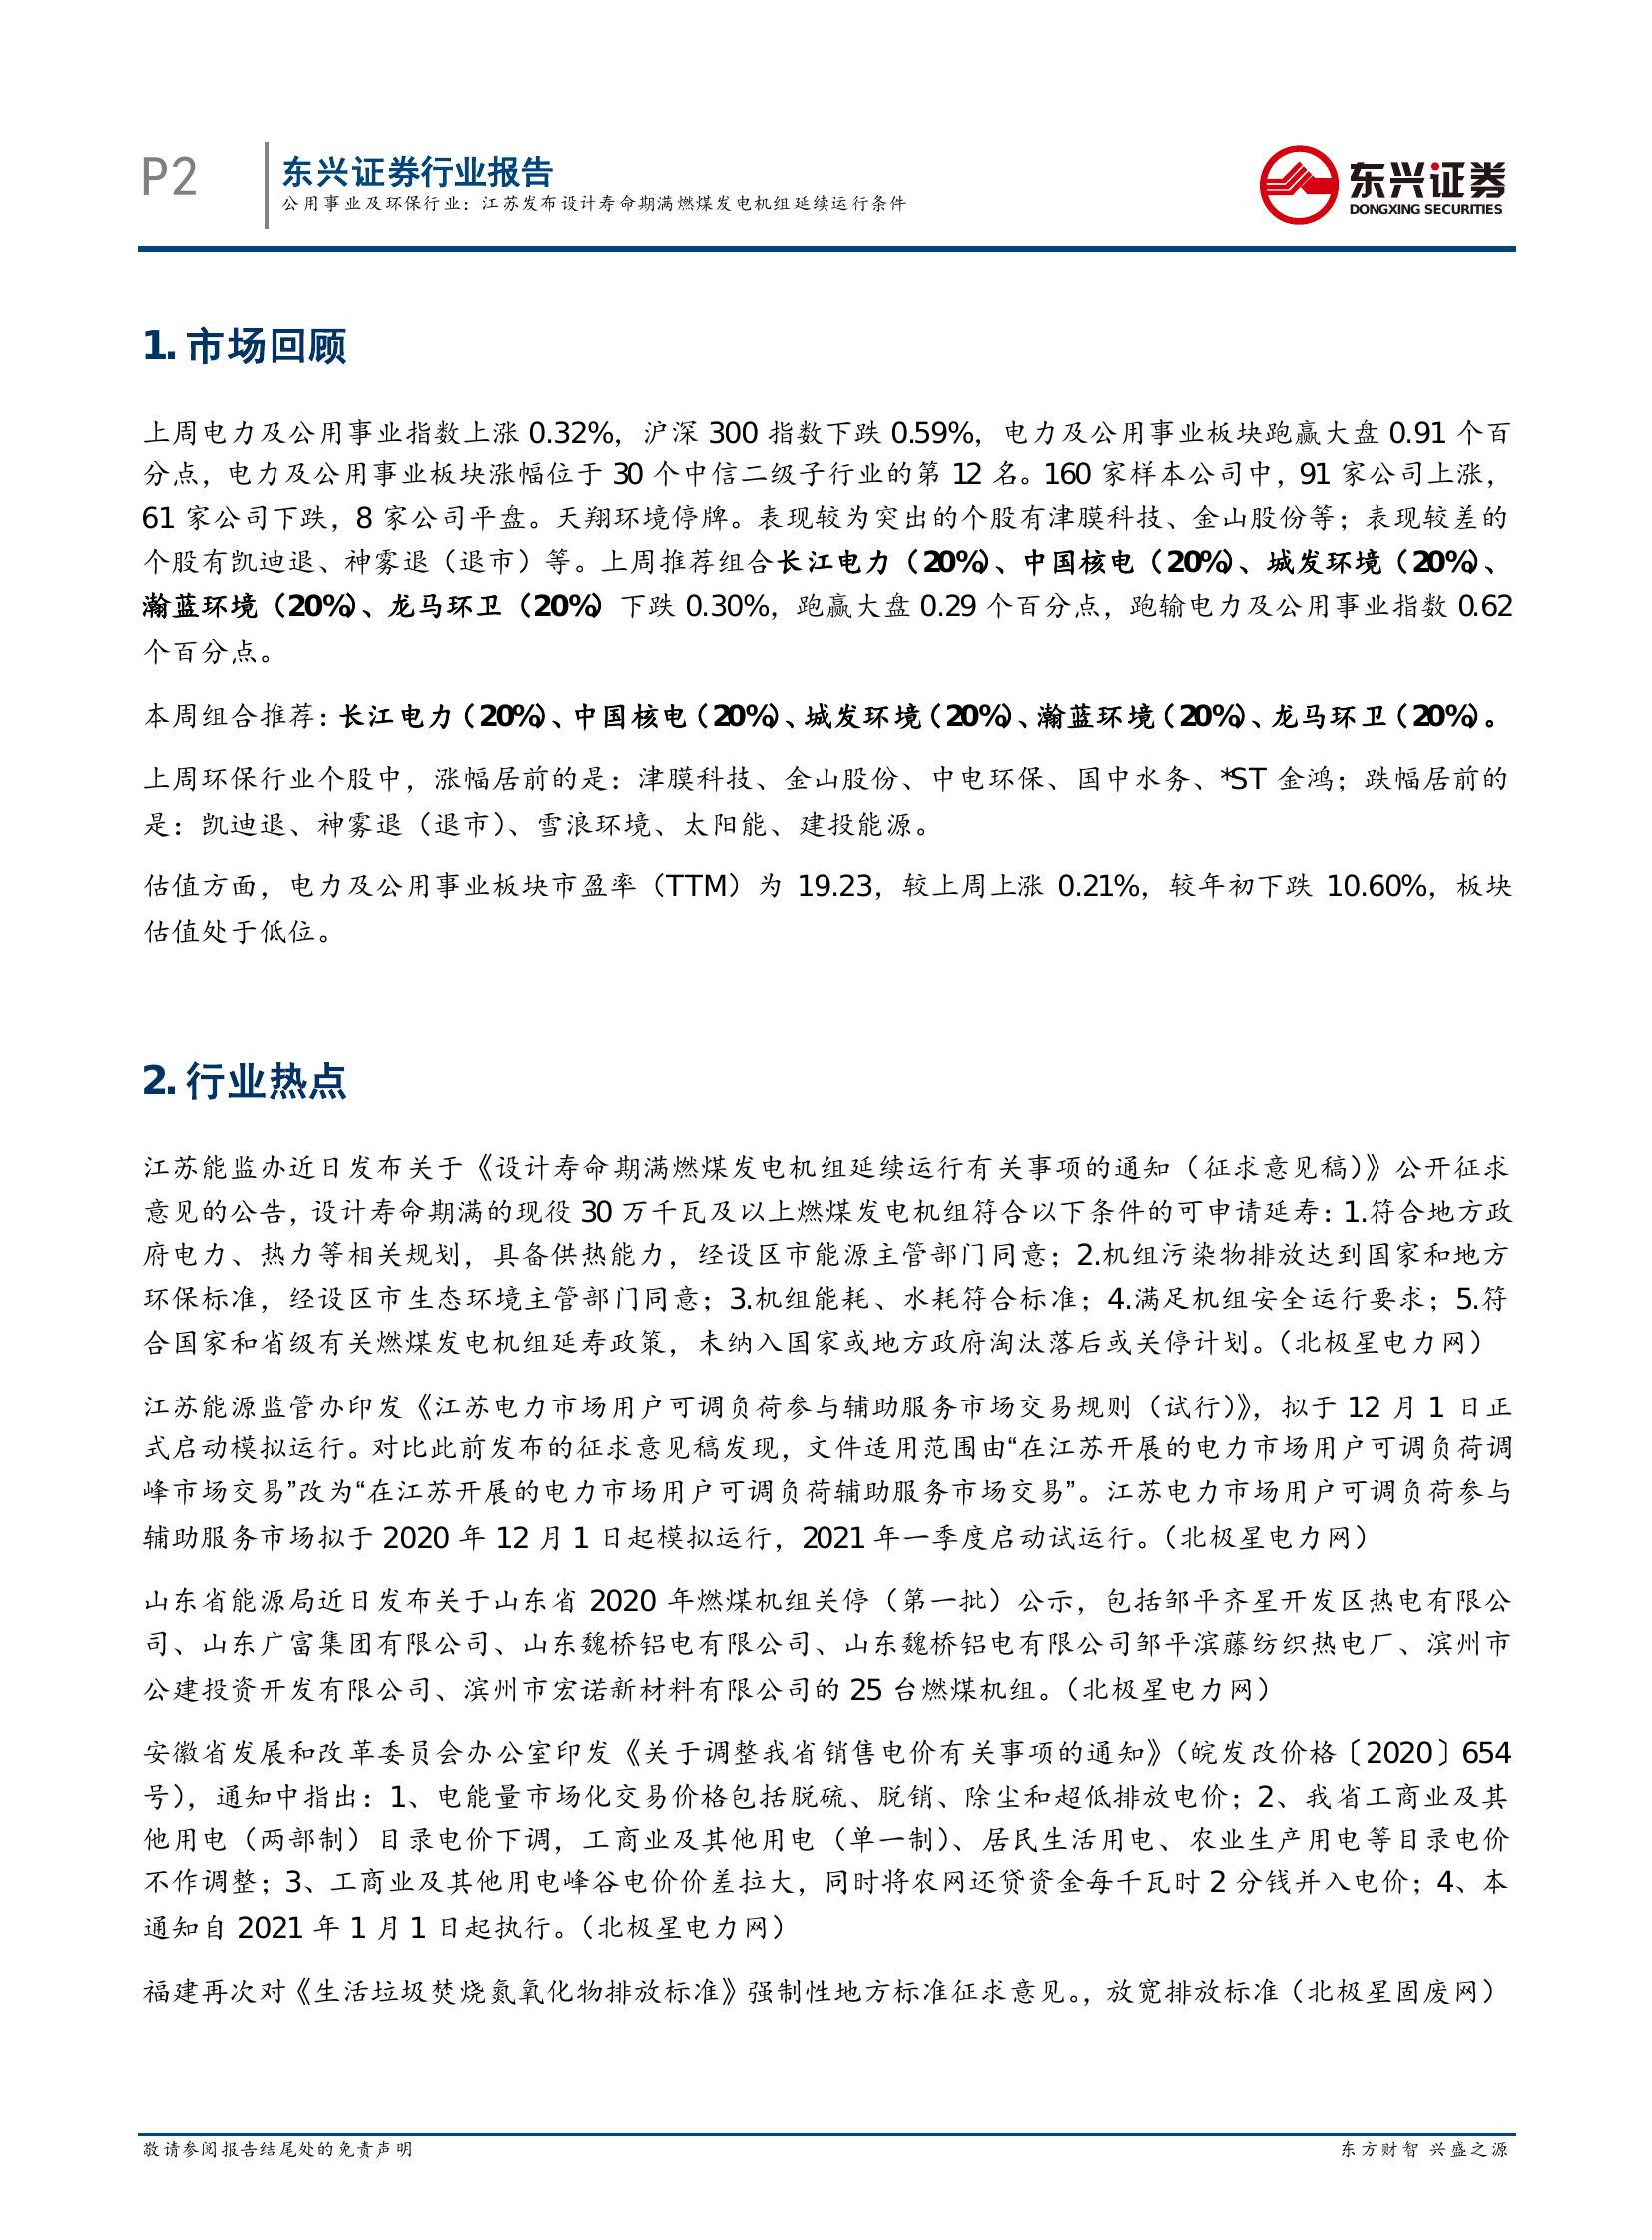 P2
东兴证券行业报告
公用事业及环保行业：江苏发布设计寿命期满燃煤发电机组延续运行条件
东兴证券
DONGXING SECURITIES
1. 市场回顾
上周电力及公用事业指数上涨 0.32%，沪深 300 指数下跌 0.59%，电力及公用事业板块跑赢大盘 0.91 个百
分点，电力及公用事业板块涨幅位于 30 个中信二级子行业的第 12 名。160 家样本公司中，91 家公司上涨，
61 家公司下跌，8 家公司平盘。天翔环境停牌。表现较为突出的个股有津膜科技、金山股份等；表现较差的
个股有凯迪退、神雾退（退市）等。上周推荐组合长江电力（20%）、中国核电（20%）、城发环境（20%）、
瀚蓝环境（20%）、龙马环卫（20%）下跌 0.30%，跑赢大盘 0.29 个百分点，跑输电力及公用事业指数 0.62
个百分点。
本周组合推荐：长江电力（20%）、中国核电（20%）、城发环境（20%）、瀚蓝环境（20%）、龙马环卫（20%）。
上周环保行业个股中，涨幅居前的是：津膜科技、金山股份、中电环保、国中水务、*ST 金鸿；跌幅居前的
是：凯迪退、神雾退（退市）、雪浪环境、太阳能、建投能源。
估值方面，电力及公用事业板块市盈率（TTM）为 19.23，较上周上涨 0.21%，较年初下跌 10.60%，板块
估值处于低位。
2. 行业热点
江苏能监办近日发布关于《设计寿命期满燃煤发电机组延续运行有关事项的通知（征求意见稿）》公开征求
意见的公告，设计寿命期满的现役 30 万千瓦及以上燃煤发电机组符合以下条件的可申请延寿：1.符合地方政
府电力、热力等相关规划，具备供热能力，经设区市能源主管部门同意；2.机组污染物排放达到国家和地方
环保标准，经设区市生态环境主管部门同意；3.机组能耗、水耗符合标准；4.满足机组安全运行要求；5.符
合国家和省级有关燃煤发电机组延寿政策，未纳入国家或地方政府淘汰落后或关停计划。（北极星电力网）
江苏能源监管办印发《江苏电力市场用户可调负荷参与辅助服务市场交易规则（试行）》，拟于 12 月 1 日正
式启动模拟运行。对比此前发布的征求意见稿发现，文件适用范围由“在江苏开展的电力市场用户可调负荷调
峰市场交易”改为“在江苏开展的电力市场用户可调负荷辅助服务市场交易”。江苏电力市场用户可调负荷参与
辅助服务市场拟于 2020 年 12 月 1 日起模拟运行，2021 年一季度启动试运行。（北极星电力网）
山东省能源局近日发布关于山东省 2020 年燃煤机组关停（第一批）公示，包括邹平齐星开发区热电有限公
司、山东广富集团有限公司、山东魏桥铝电有限公司、山东魏桥铝电有限公司邹平滨藤纺织热电厂、滨州市
公建投资开发有限公司、滨州市宏诺新材料有限公司的 25 台燃煤机组。（北极星电力网）
安徽省发展和改革委员会办公室印发《关于调整我省销售电价有关事项的通知》（皖发改价格〔2020〕654
号），通知中指出：1、电能量市场化交易价格包括脱硫、脱销、除尘和超低排放电价；2、我省工商业及其
他用电（两部制）目录电价下调，工商业及其他用电（单一制）、居民生活用电、农业生产用电等目录电价
不作调整；3、工商业及其他用电峰谷电价价差拉大，同时将农网还贷资金每千瓦时 2 分钱并入电价；4、本
通知自 2021 年 1 月 1 日起执行。（北极星电力网）
福建再次对《生活垃圾焚烧氮氧化物排放标准》强制性地方标准征求意见。，放宽排放标准（北极星固废网）
敬请参阅报告结尾处的免责声明
东方财智 兴盛之源